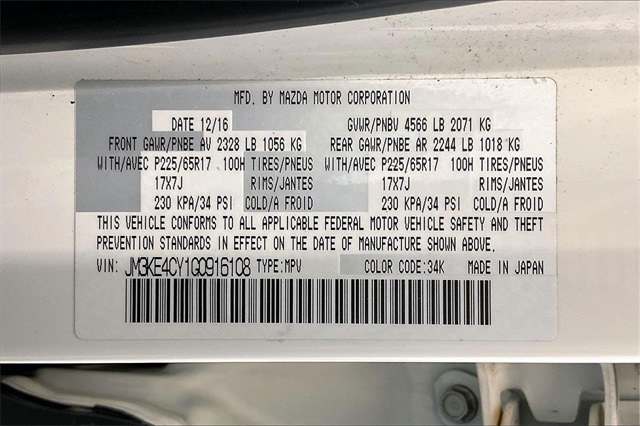 MFD. BY MAZDA MOTOR CORPORATION
DATE 12/16 GVWR/PNBV 4566 LB 2071 KG
FRONT GAWR/PNBE AV 2328 LB 1056 KG REAR GAWR/PNBE AR 2244 LB 1018 KG
WITH/AVEC P225/65R17 100H TIRES/PNEUS WITH/AVEC P225/65R17 100H TIRES/PNEUS
17X7J RIMS/JANTES 17X7J RIMS/JANTES
230 KPA/34 PSI COLD/A FROID 230 KPA/34 PSI COLD/A FROID
THIS VEHICLE CONFORMS TO ALL APPLICABLE FEDERAL MOTOR VEHICLE SAFETY AND THEFT
PREVENTION STANDARDS IN EFFECT ON THE DATE OF MANUFACTURE SHOWN ABOVE.
VIN: JM3KE4CY1G0916108 TYPE:MPV COLOR CODE:34K MADE IN JAPAN